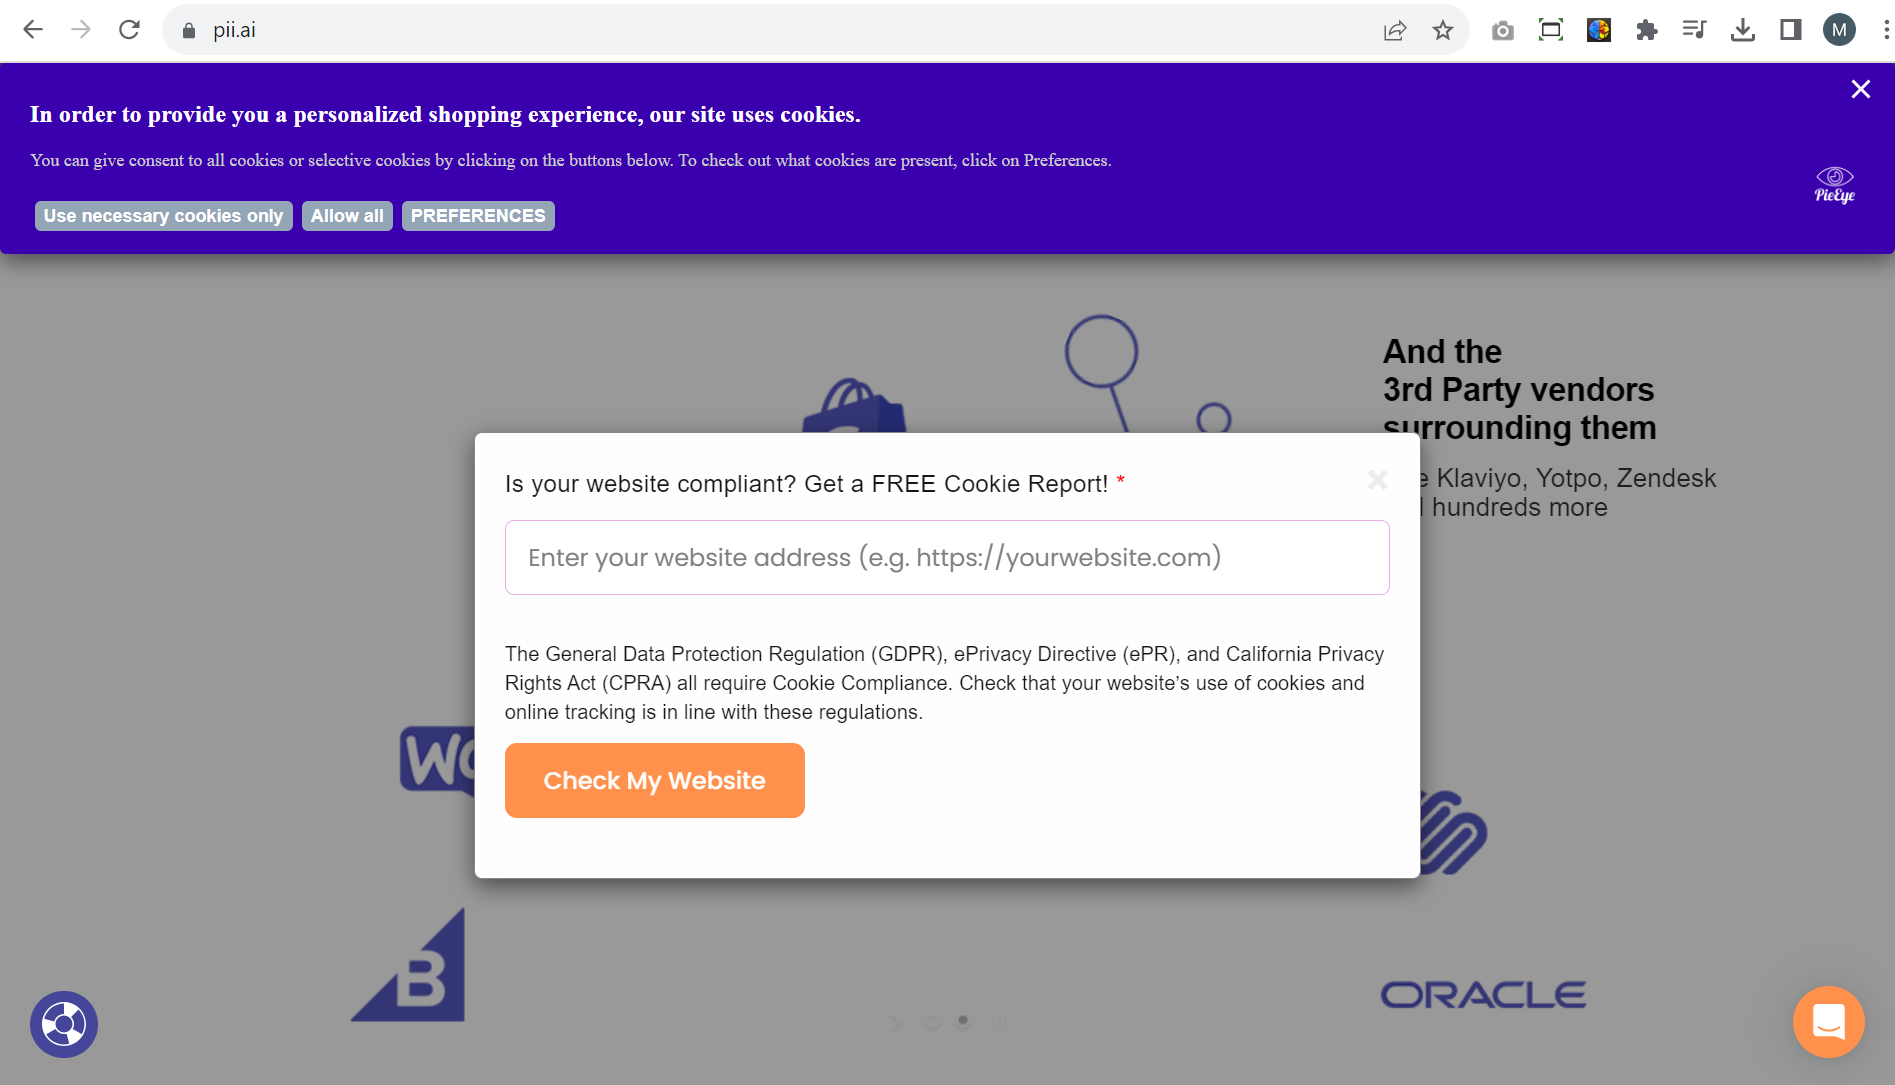 pii.ai
M
In order to provide you a personalized shopping experience, our site uses cookies.
You can give consent to all cookies or selective cookies by clicking on the buttons below. To check out what cookies are present, click on Preferences.
PieEye
Use necessary cookies only
Allow all
PREFERENCES
And the
3rd Party vendors
surrounding them
Klaviyo, Yotpo, Zendesk
hundreds more
Is your website compliant? Get a FREE Cookie Report! *
Enter your website address (e.g. https://yourwebsite.com)
The General Data Protection Regulation (GDPR), ePrivacy Directive (ePR), and California Privacy
Rights Act (CPRA) all require Cookie Compliance. Check that your website’s use of cookies and
online tracking is in line with these regulations.
Check My Website
B
ORACLE